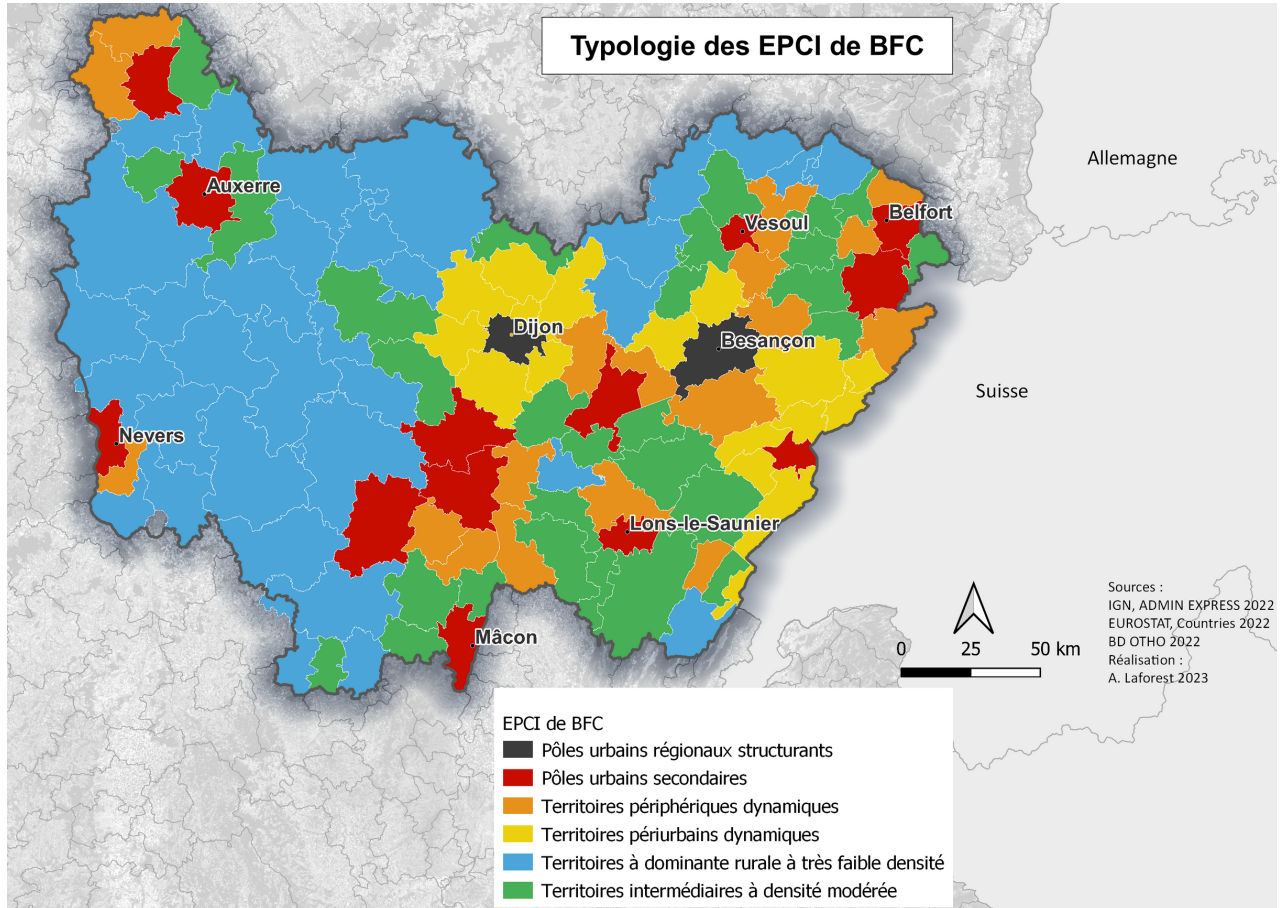 Typologie des EPCI de BFC
Allemagne
Auxerre
Belfort
Vesoul
Dijon
Besançon
Suisse
Nevers
Lons-le-Saunier
Mâcon
0 25 50 km
Sources :
IGN, ADMIN EXPRESS 2022
EUROSTAT, Countries 2022
BD OTHO 2022
Réalisation :
A. Laforest 2023
EPCI de BFC
Pôles urbains régionaux structurants
Pôles urbains secondaires
Territoires périphériques dynamiques
Territoires périurbains dynamiques
Territoires à dominante rurale à très faible densité
Territoires intermédiaires à densité modérée